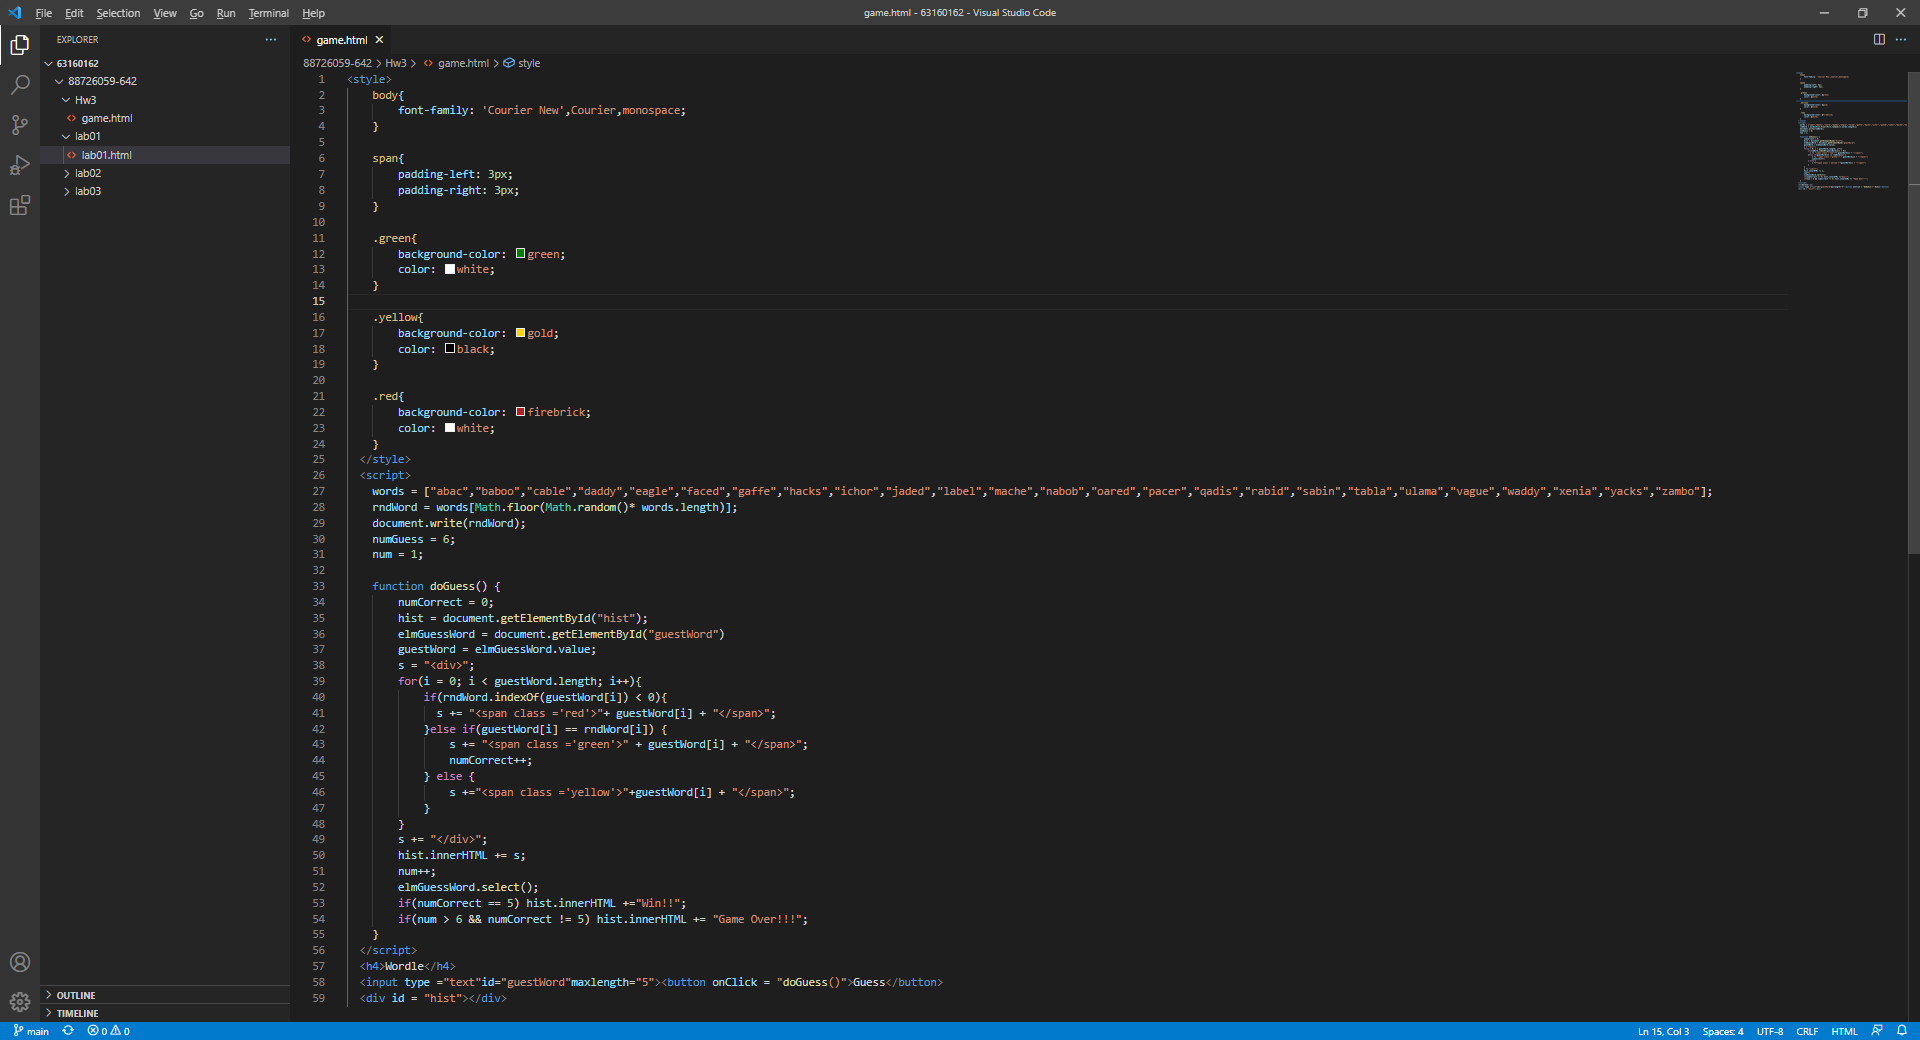 File Edit Selection View Go Run Terminal Help
game.html - 63160162 - Visual Studio Code
EXPLORER
63160162
88726059-642
Hw3
game.html
lab01
lab01.html
lab02
lab03
OUTLINE
TIMELINE
game.html
88726059-642 > Hw3 > game.html > style
1 <style>
2 body{
3 font-family: 'Courier New',Courier,monospace;
4 }
5
6 span{
7 padding-left: 3px;
8 padding-right: 3px;
9 }
10
11 .green{
12 background-color: green;
13 color: white;
14 }
15
16 .yellow{
17 background-color: gold;
18 color: black;
19 }
20
21 .red{
22 background-color: firebrick;
23 color: white;
24 }
25 </style>
26 <script>
27 words = ["abac","baboo","cable","daddy","eagle","faced","gaffe","hacks","ichor","jaded","label","mache","nabob","oared","pacer","qadis","rabid","sabin","tabla","ulama","vague","waddy","xenia","yacks","zambo"];
28 rndWord = words[Math.floor(Math.random()* words.length)];
29 document.write(rndWord);
30 numGuess = 6;
31 num = 1;
32
33 function doGuess() {
34 numCorrect = 0;
35 hist = document.getElementById("hist");
36 elmGuessWord = document.getElementById("guestWord")
37 guestWord = elmGuessWord.value;
38 s = "<div>";
39 for(i = 0; i < guestWord.length; i++){
40 if(rndWord.indexOf(guestWord[i]) < 0){
41 s += "<span class ='red'>"+ guestWord[i] + "</span>";
42 }else if(guestWord[i] == rndWord[i]) {
43 s += "<span class ='green'>" + guestWord[i] + "</span>";
44 numCorrect++;
45 } else {
46 s +="<span class ='yellow'>"+guestWord[i] + "</span>";
47 }
48 }
49 s += "</div>";
50 hist.innerHTML += s;
51 num++;
52 elmGuessWord.select();
53 if(numCorrect == 5) hist.innerHTML +="Win!!";
54 if(num > 6 && numCorrect != 5) hist.innerHTML += "Game Over!!!";
55 }
56 </script>
57 <h4>Wordle</h4>
58 <input type ="text"id="guestWord"maxlength="5"><button onClick = "doGuess()">Guess</button>
59 <div id = "hist"></div>
main 0 0
Ln 15, Col 3 Spaces: 4 UTF-8 CRLF HTML